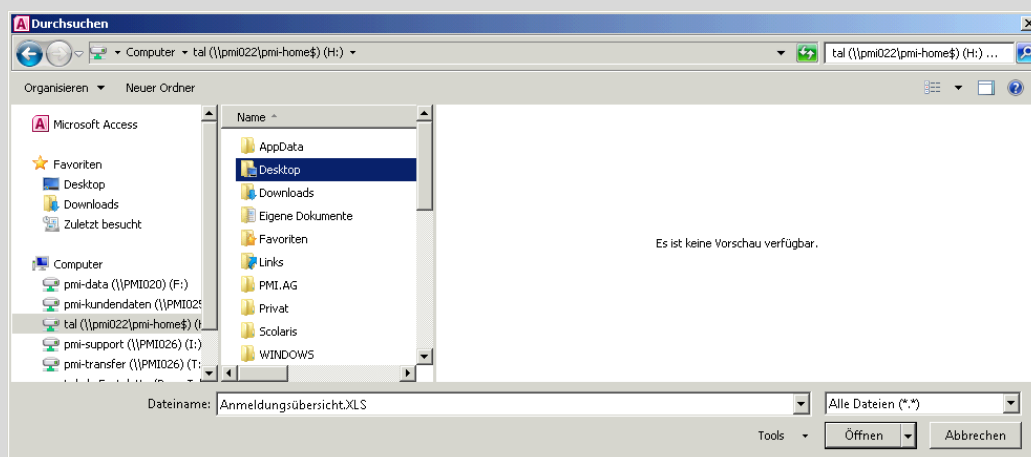 Durchsuchen
Computer tal (\\pmi022\pmi-home$) (H:)
tal (\\pmi022\pmi-home$) (H:) ...
Organisieren Neuer Ordner
Microsoft Access
Favoriten
Desktop
Downloads
Zuletzt besucht
Computer
pmi-data (\\PMI020) (F:)
pmi-kundendaten (\\PMI025
tal (\\pmi022\pmi-home$) (H
pmi-support (\\PMI026) (I:)
pmi-transfer (\\PMI026) (T:
Name
AppData
Desktop
Downloads
Eigene Dokumente
Favoriten
Links
PMI.AG
Privat
Scolaris
WINDOWS
Es ist keine Vorschau verfügbar.
Dateiname: Anmeldungsübersicht.XLS
Alle Dateien (*.*)
Tools Öffnen Abbrechen